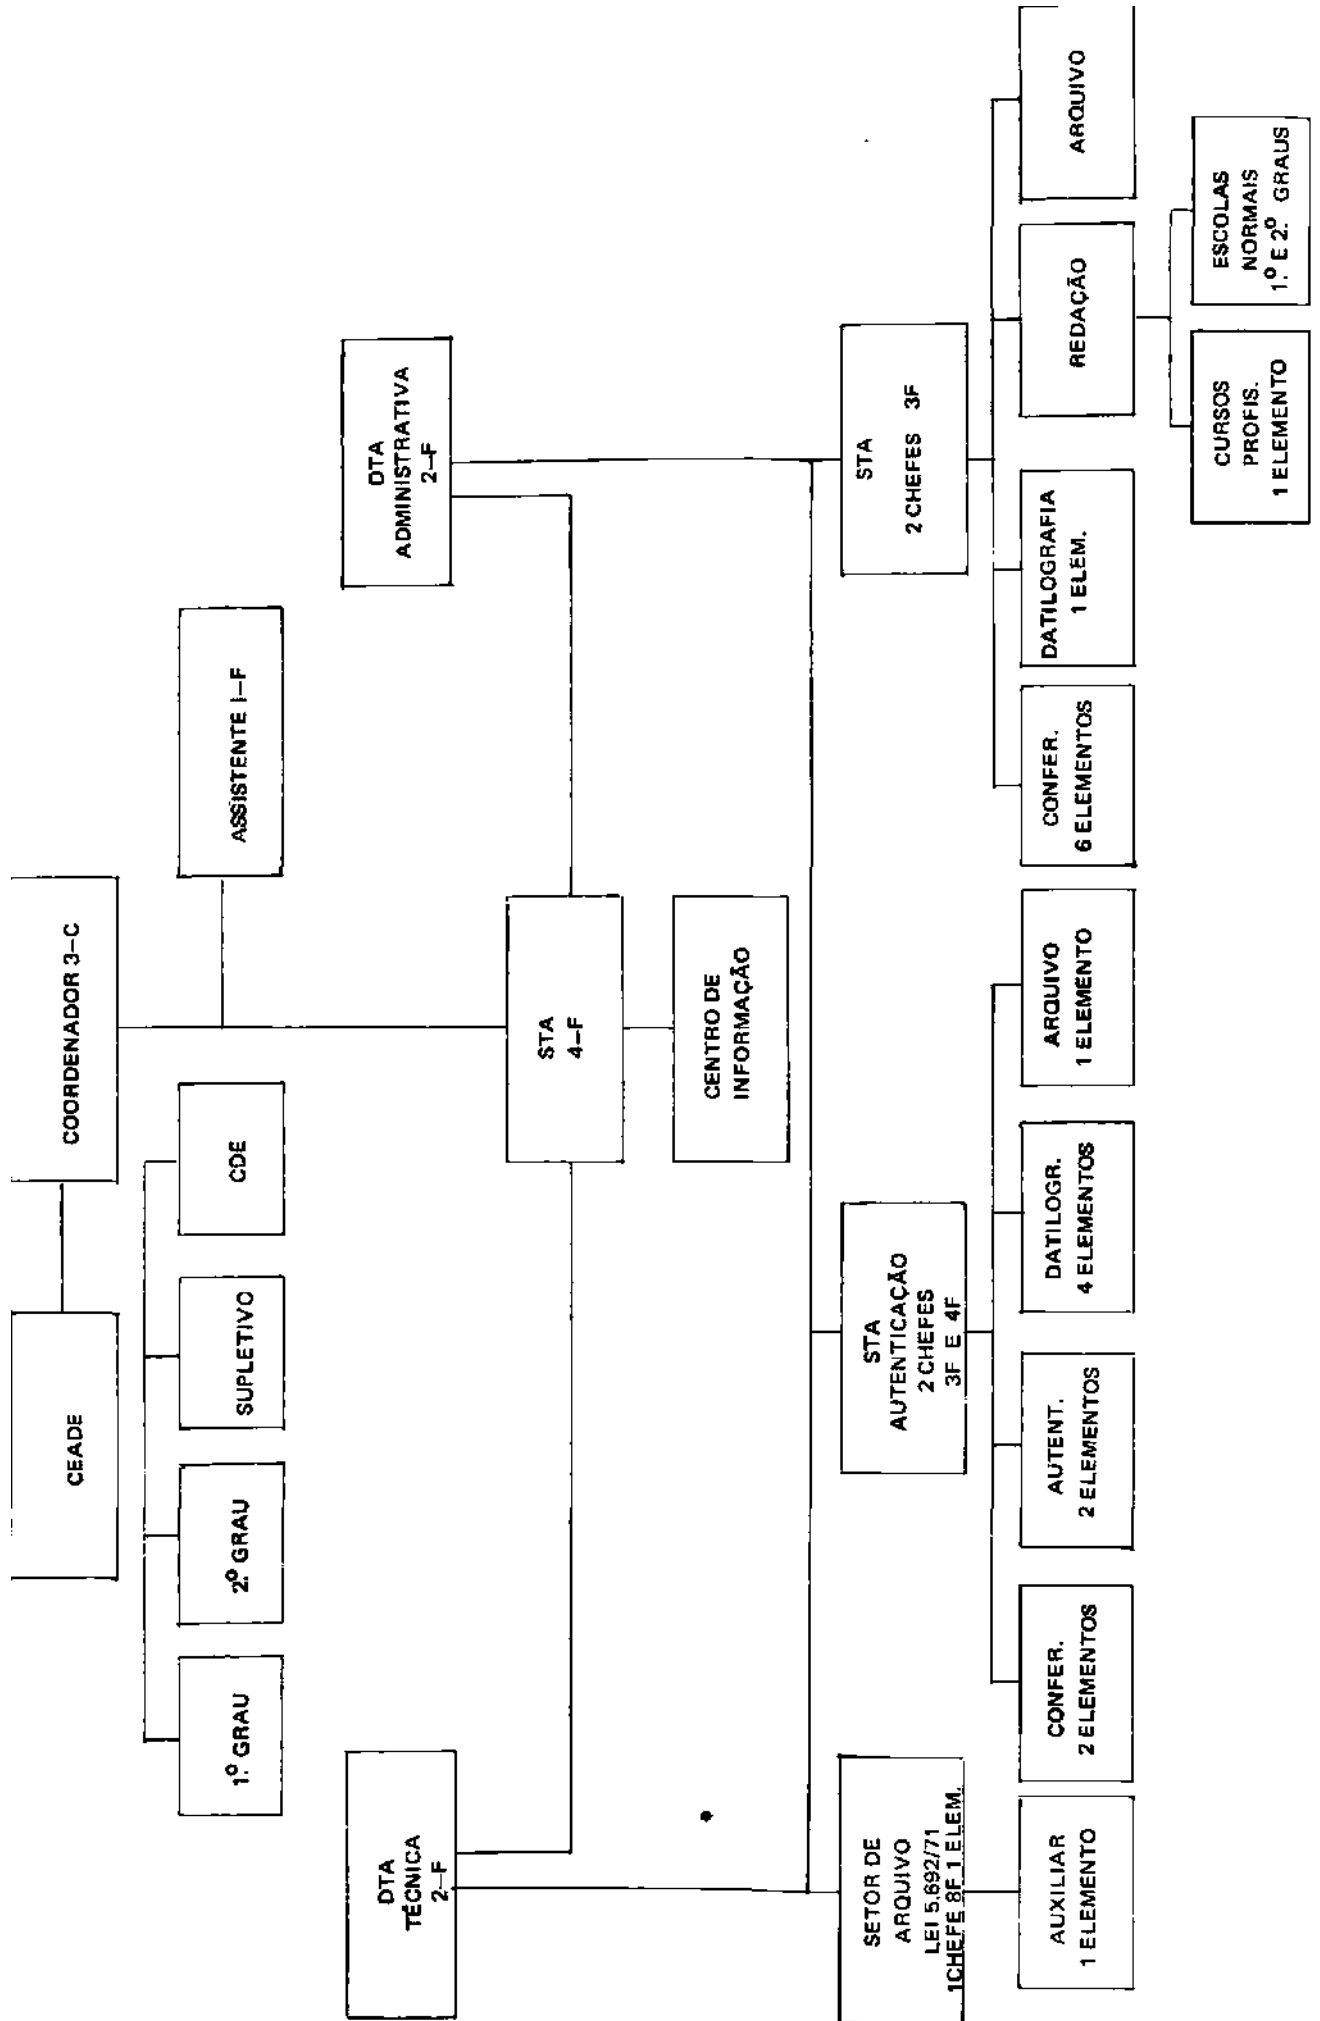 CEADE
COORDENADOR 3–C
1.º GRAU
2.º GRAU
SUPLETIVO
CDE
ASSISTENTE I–F
DTA
TÉCNICA
2–F
DTA
ADMINISTRATIVA
2–F
STA
4–F
CENTRO DE
INFORMAÇÃO
SETOR DE
ARQUIVO
LEI 5.692/71
1CHEFE 8F 1 ELEM.
STA
AUTENTICAÇÃO
2 CHEFES
3F E 4F
STA
2 CHEFES 3F
AUXILIAR
1 ELEMENTO
CONFER.
2 ELEMENTOS
AUTENT.
2 ELEMENTOS
DATILOGR.
4 ELEMENTOS
ARQUIVO
1 ELEMENTO
CONFER.
6 ELEMENTOS
DATILOGRAFIA
1 ELEM.
REDAÇÃO
ARQUIVO
CURSOS
PROFIS.
1 ELEMENTO
ESCOLAS
NORMAIS
1.º E 2.º GRAUS